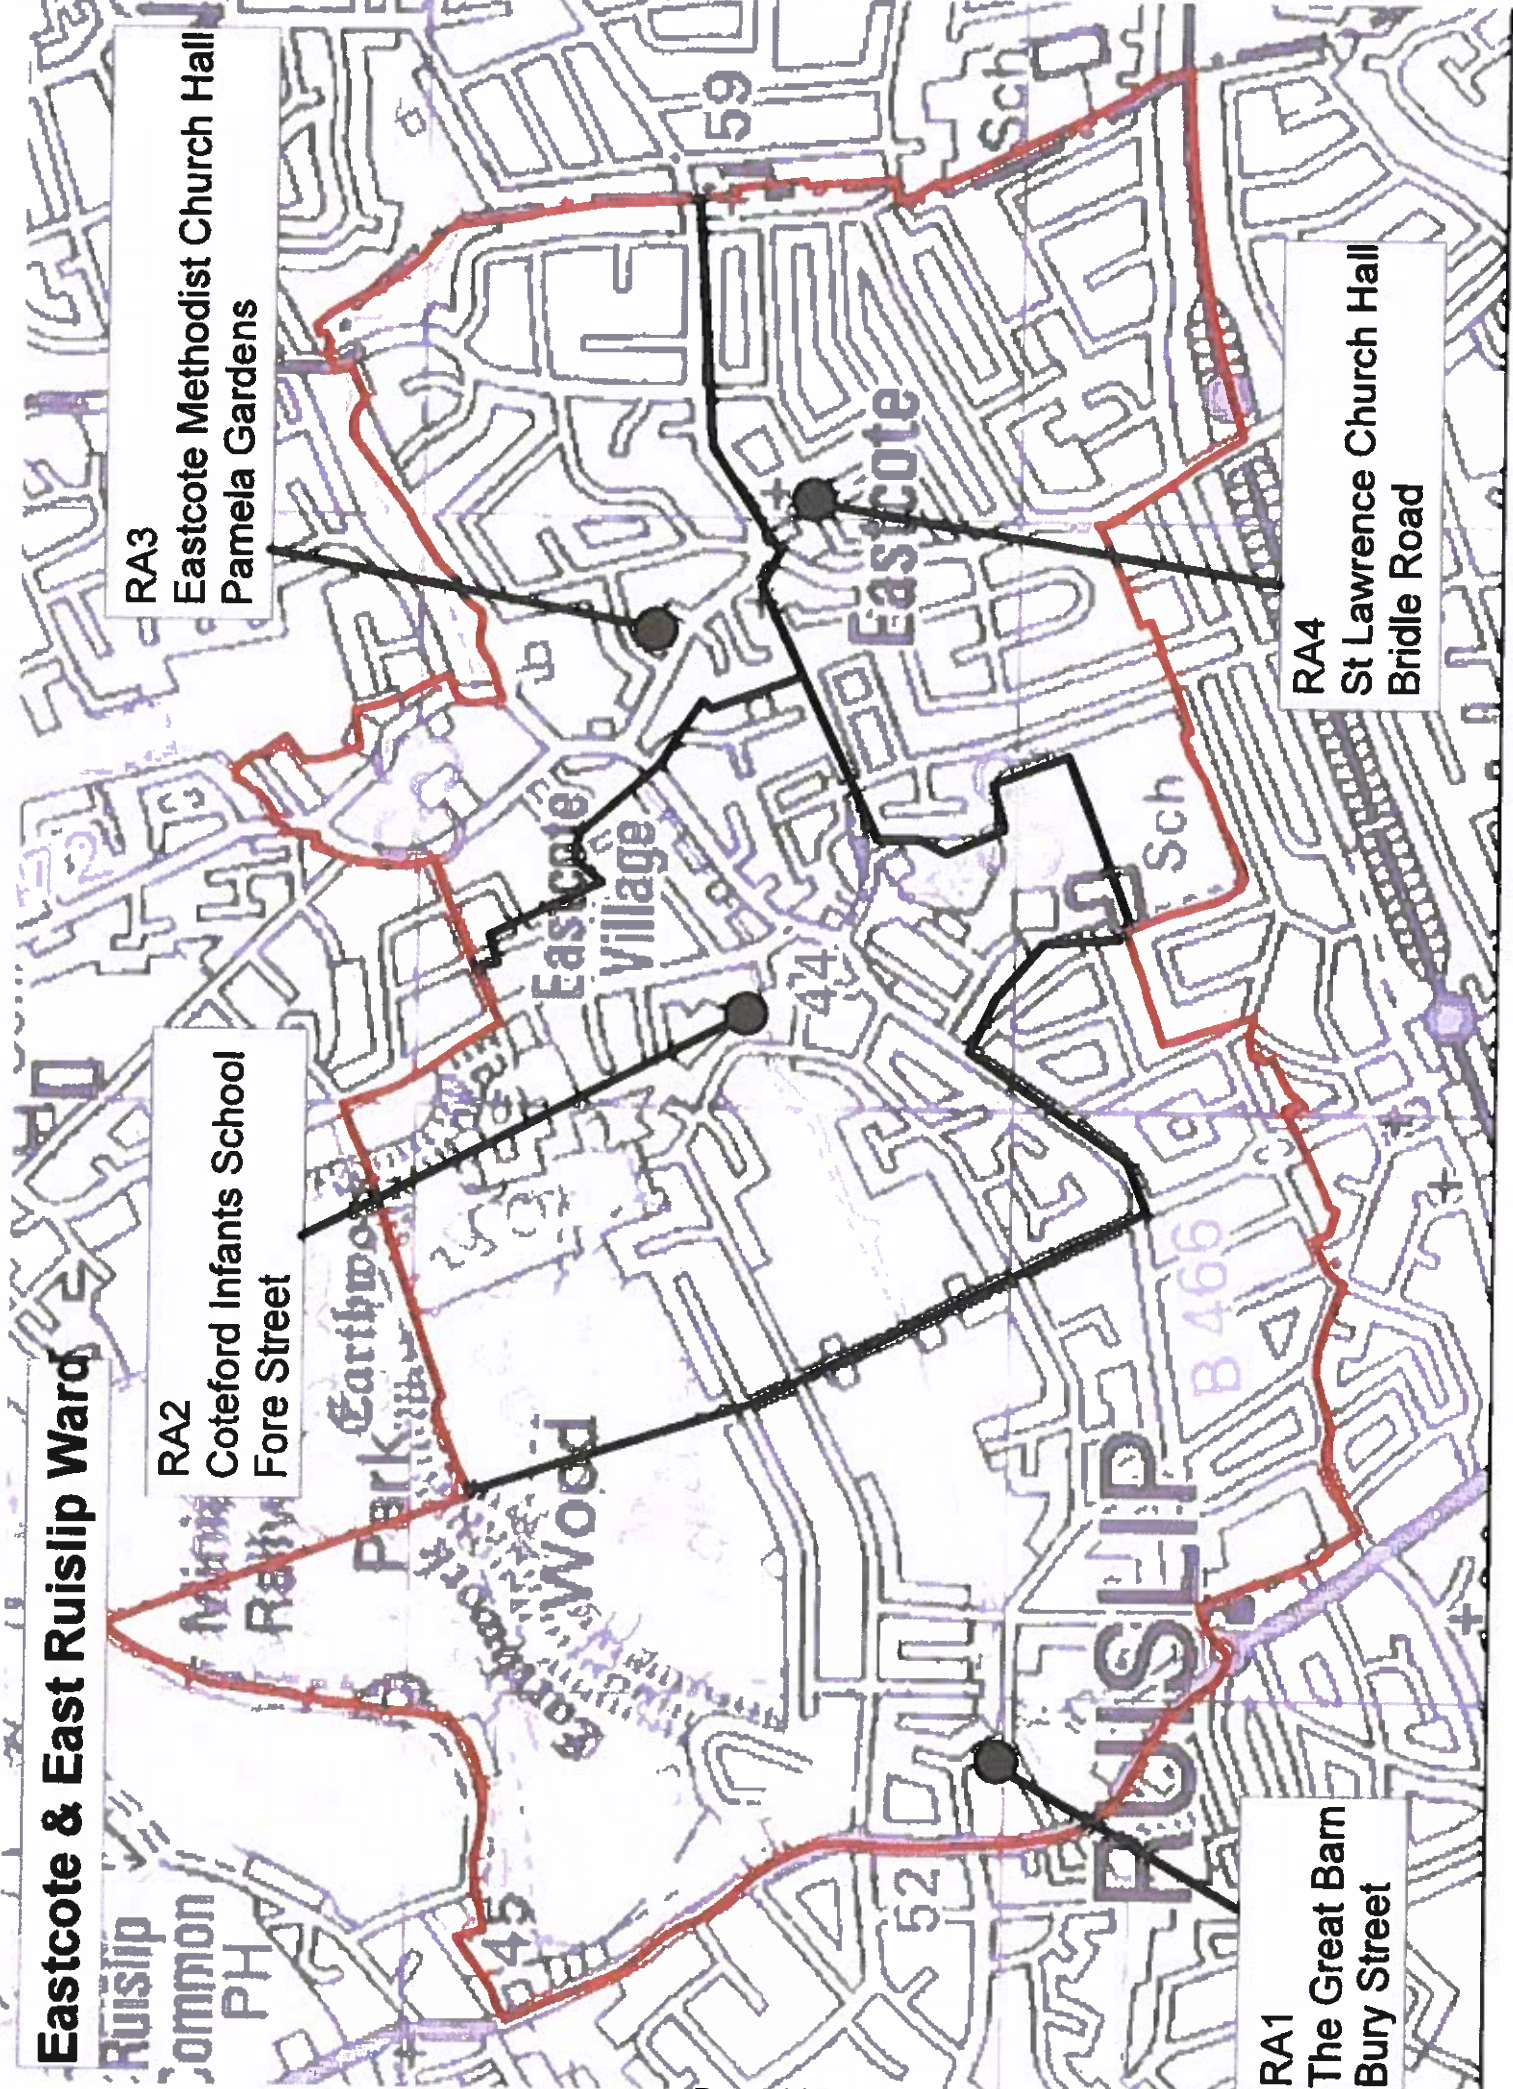 Eastcote & East Ruislip Ward
RA3
Eastcote Methodist Church Hall
Pamela Gardens
RA2
Coteford Infants School
Fore Street
RA4
St Lawrence Church Hall
Bridle Road
RA1
The Great Barn
Bury Street
Ruislip
Common
PH
Park
Wood
Eastcote
Village
Eastcote
RUISLIP
B 466
Sch
Sch
59
44
45
52